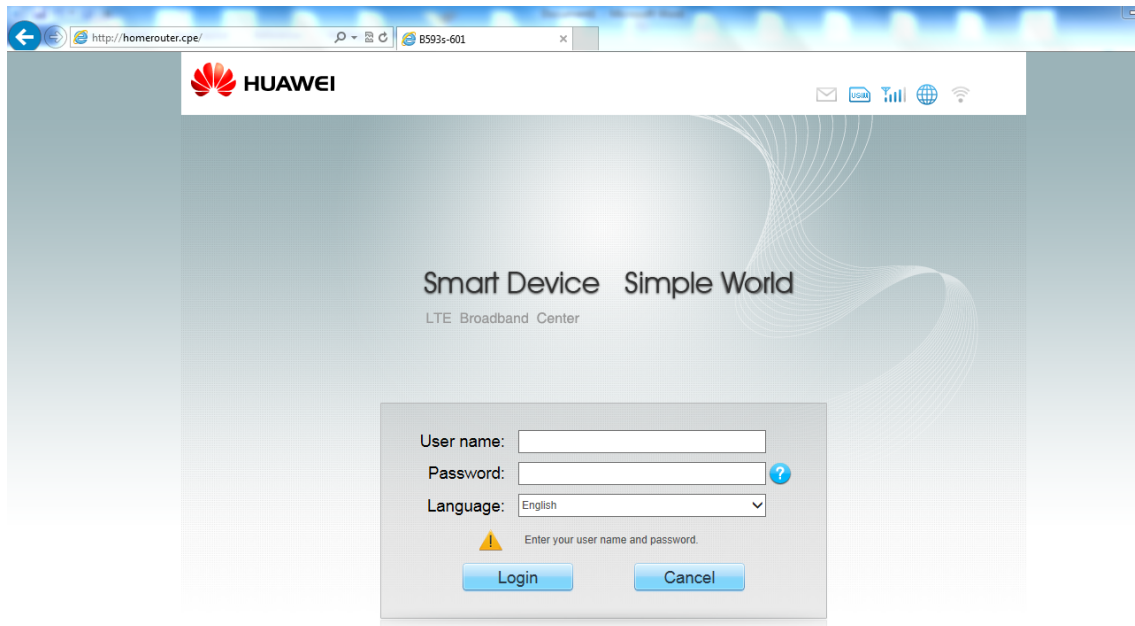 http://homerouter.cpe/
B593s-601
HUAWEI
USIM
Smart Device Simple World
LTE Broadband Center
User name:
Password:
?
Language: English
! Enter your user name and password.
Login Cancel